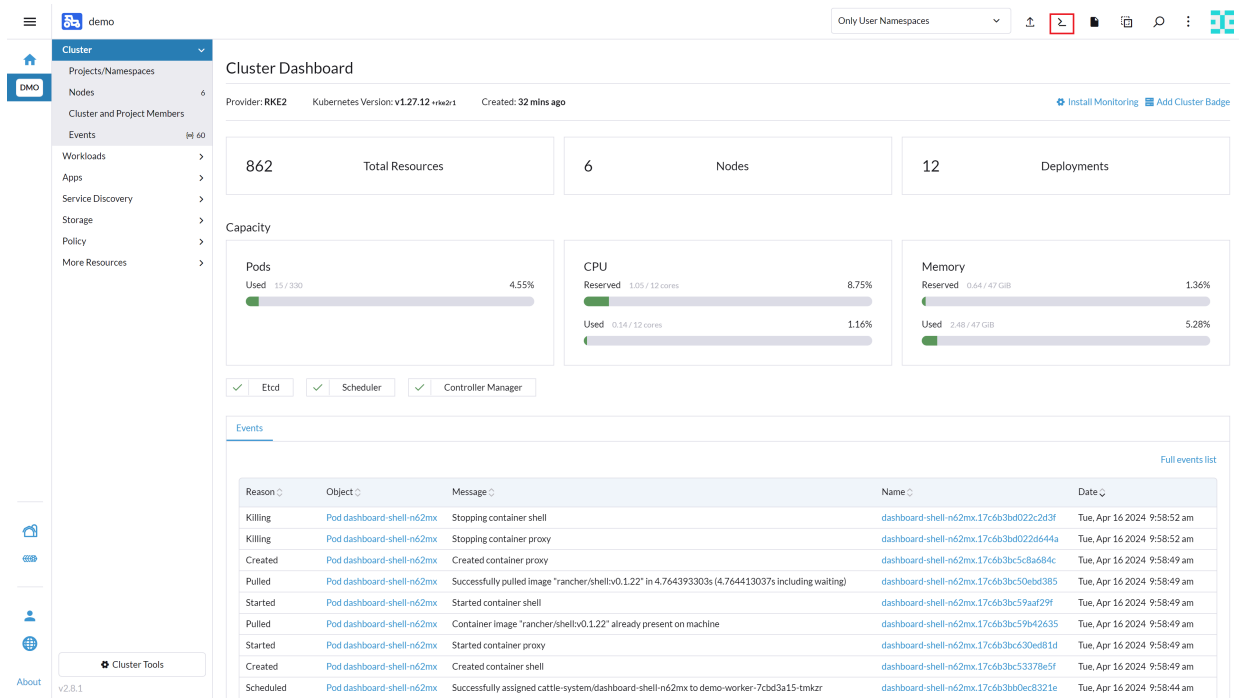 demo
Only User Namespaces
DMO
Cluster
Projects/Namespaces
Nodes 6
Cluster and Project Members
Events 60
Workloads
Apps
Service Discovery
Storage
Policy
More Resources
Cluster Tools
About
v2.8.1
Cluster Dashboard
Provider: RKE2 Kubernetes Version: v1.27.12 +rke2r1 Created: 32 mins ago
Install Monitoring Add Cluster Badge
862 Total Resources
6 Nodes
12 Deployments
Capacity
Pods
Used 15 / 330 4.55%
CPU
Reserved 1.05 / 12 cores 8.75%
Used 0.14 / 12 cores 1.16%
Memory
Reserved 0.64 / 47 GiB 1.36%
Used 2.48 / 47 GiB 5.28%
Etcd
Scheduler
Controller Manager
Events
Full events list
Reason Object Message Name Date
Killing Pod dashboard-shell-n62mx Stopping container shell dashboard-shell-n62mx.17c6b3bd022c2d3f Tue, Apr 16 2024 9:58:52 am
Killing Pod dashboard-shell-n62mx Stopping container proxy dashboard-shell-n62mx.17c6b3bd022d644a Tue, Apr 16 2024 9:58:52 am
Created Pod dashboard-shell-n62mx Created container proxy dashboard-shell-n62mx.17c6b3bc5c8a684c Tue, Apr 16 2024 9:58:49 am
Pulled Pod dashboard-shell-n62mx Successfully pulled image "rancher/shell:v0.1.22" in 4.764393303s (4.764413037s including waiting) dashboard-shell-n62mx.17c6b3bc50ebd385 Tue, Apr 16 2024 9:58:49 am
Started Pod dashboard-shell-n62mx Started container shell dashboard-shell-n62mx.17c6b3bc59aaf29f Tue, Apr 16 2024 9:58:49 am
Pulled Pod dashboard-shell-n62mx Container image "rancher/shell:v0.1.22" already present on machine dashboard-shell-n62mx.17c6b3bc59b42635 Tue, Apr 16 2024 9:58:49 am
Started Pod dashboard-shell-n62mx Started container proxy dashboard-shell-n62mx.17c6b3bc630ed81d Tue, Apr 16 2024 9:58:49 am
Created Pod dashboard-shell-n62mx Created container shell dashboard-shell-n62mx.17c6b3bc53378e5f Tue, Apr 16 2024 9:58:49 am
Scheduled Pod dashboard-shell-n62mx Successfully assigned cattle-system/dashboard-shell-n62mx to demo-worker-7cbd3a15-tmkzr dashboard-shell-n62mx.17c6b3bb0ec8321e Tue, Apr 16 2024 9:58:44 am